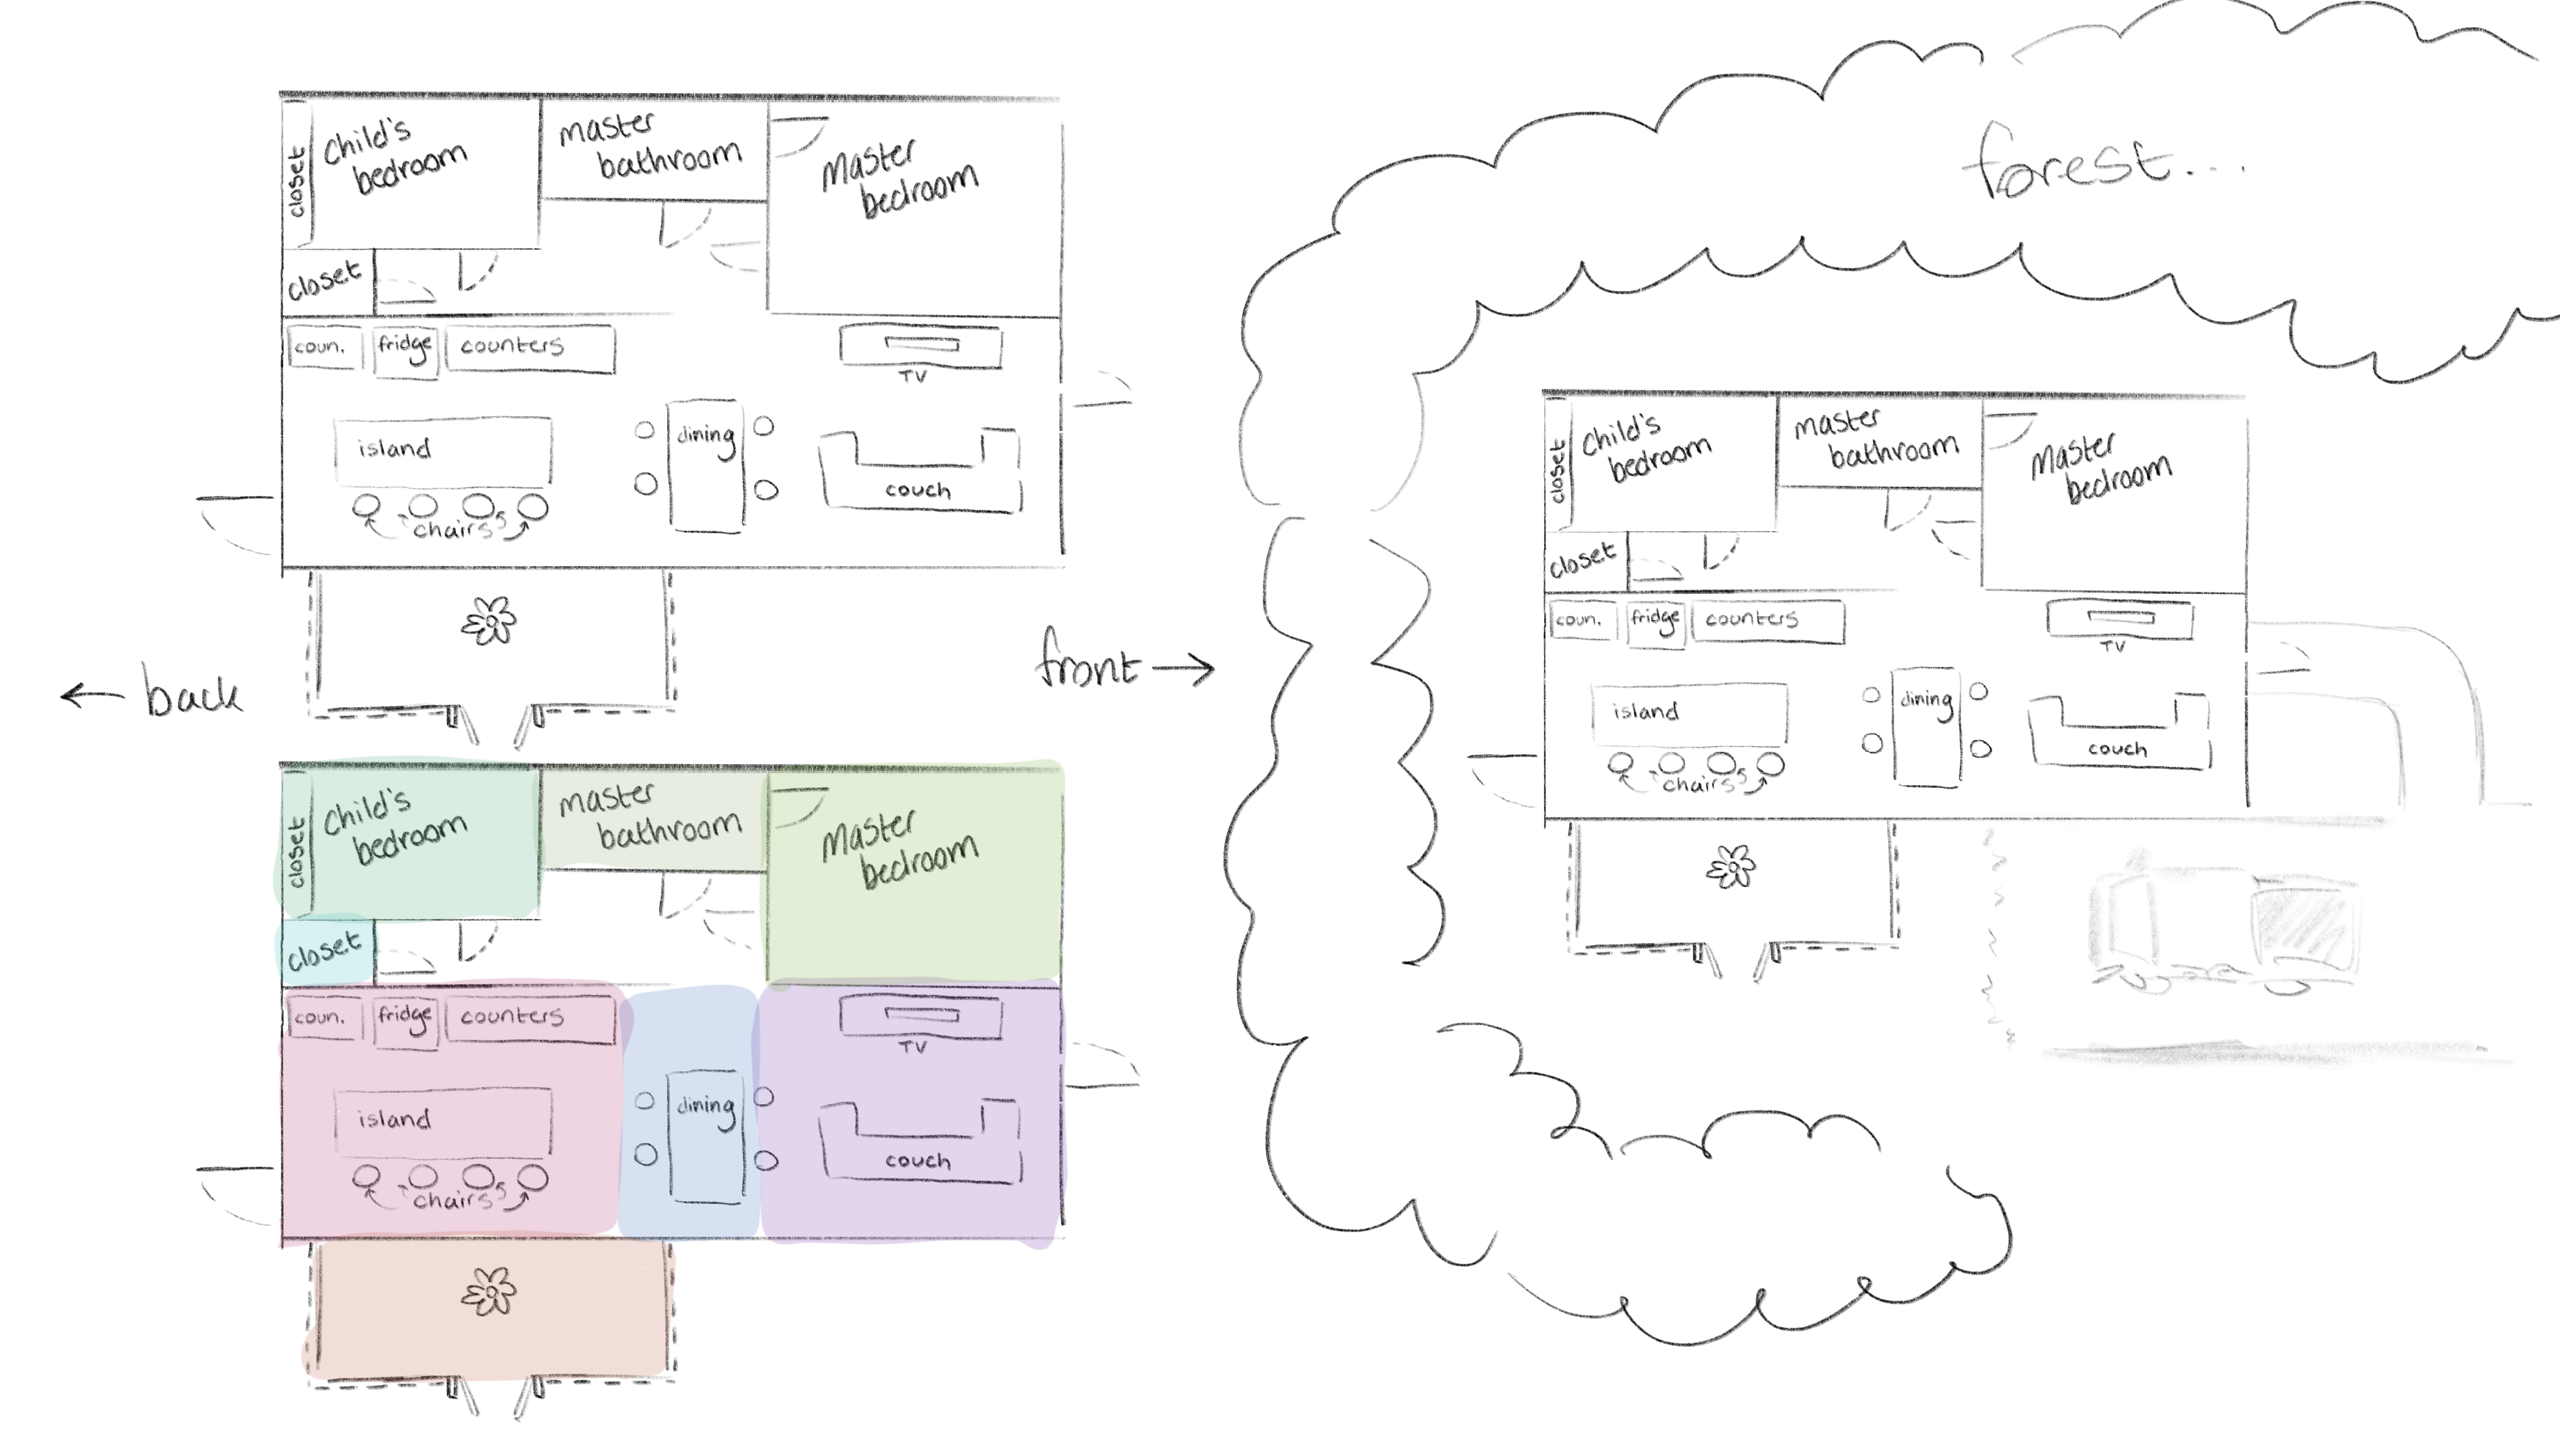 closet
Child's
bedroom
master
bathroom
Master
bedroom
closet
coun.
fridge
counters
TV
island
dining
couch
chairs
← back
front →
closet
Child's
bedroom
master
bathroom
Master
bedroom
closet
coun.
fridge
counters
TV
island
dining
couch
chairs
forest...
closet
Child's
bedroom
master
bathroom
Master
bedroom
closet
coun.
fridge
counters
TV
island
dining
couch
chairs